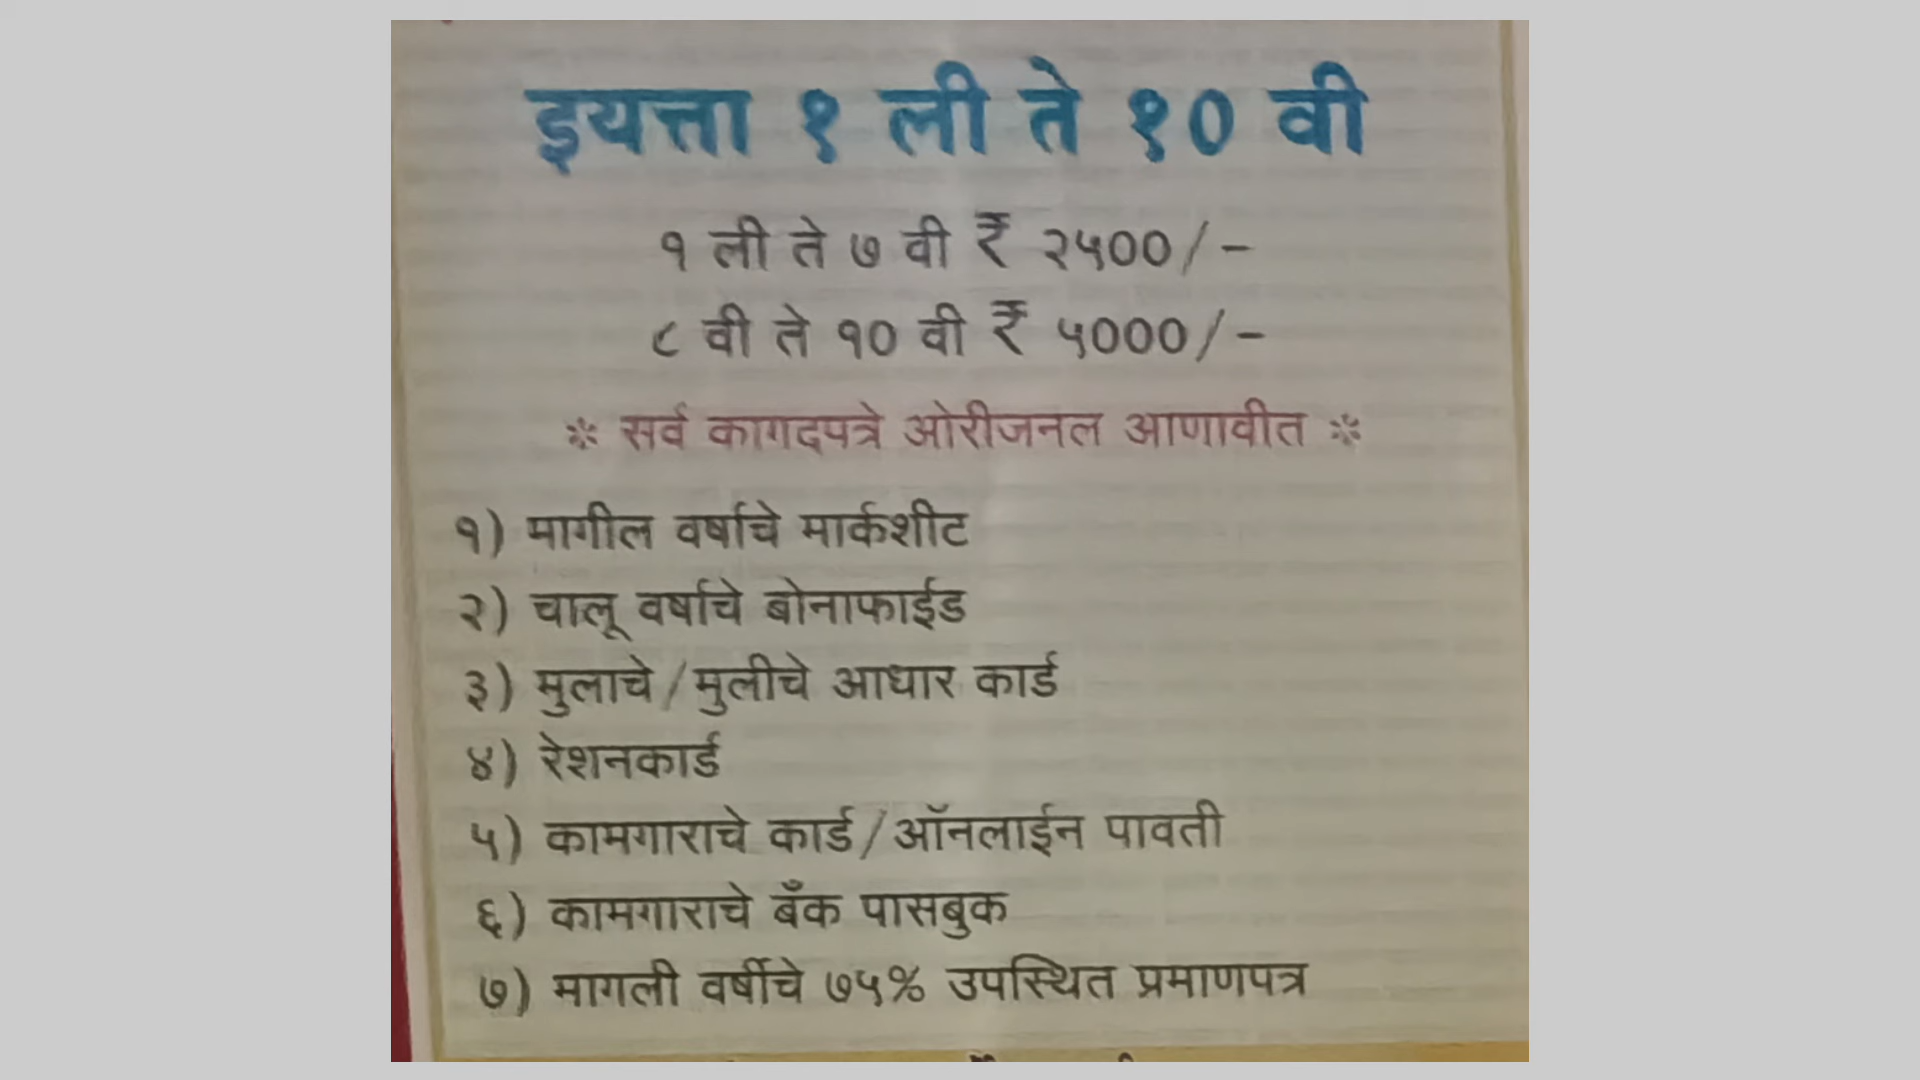 इयत्ता १ ली ते १० वी
१ ली ते ७ वी ₹ २५००/-
८ वी ते १० वी ₹ ५०००/-
* सर्व कागदपत्रे ओरीजनल आणावीत *
१) मागील वर्षाचे मार्कशीट
२) चालू वर्षाचे बोनाफाईड
३) मुलाचे/मुलीचे आधार कार्ड
४) रेशनकार्ड
५) कामगाराचे कार्ड/ऑनलाईन पावती
६) कामगाराचे बँक पासबुक
७) मागली वर्षीचे ७५% उपस्थित प्रमाणपत्र